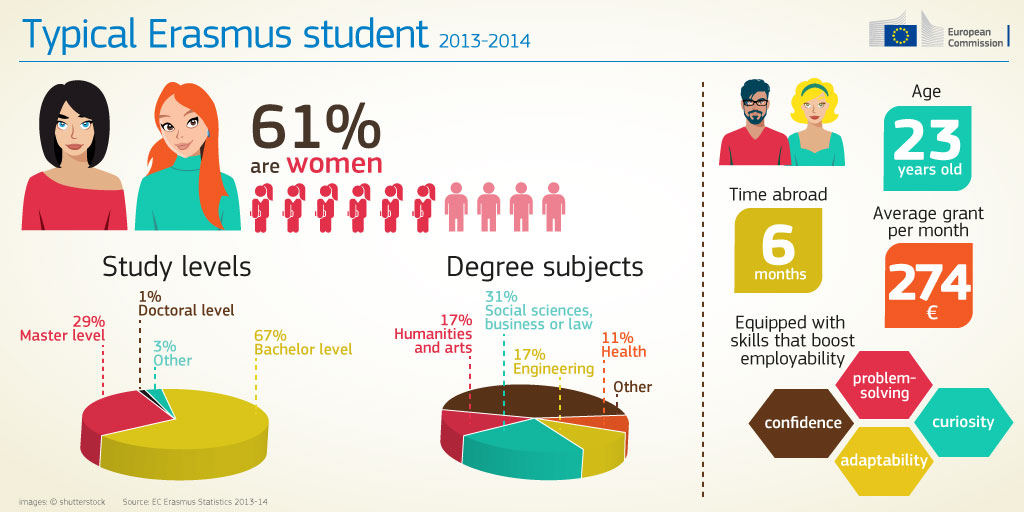 Typical Erasmus student 2013-2014
European
Commission
61%
are women
Study levels
1%
Doctoral level
29%
Master level
3%
Other
67%
Bachelor level
Degree subjects
31%
Social sciences,
business or law
17%
Humanities
and arts
17%
Engineering
11%
Health
Other
Age
23
years old
Time abroad
6
months
Average grant
per month
274
€
Equipped with
skills that boost
employability
problem-
solving
confidence
curiosity
adaptability
images: © shutterstock Source: EC Erasmus Statistics 2013-14